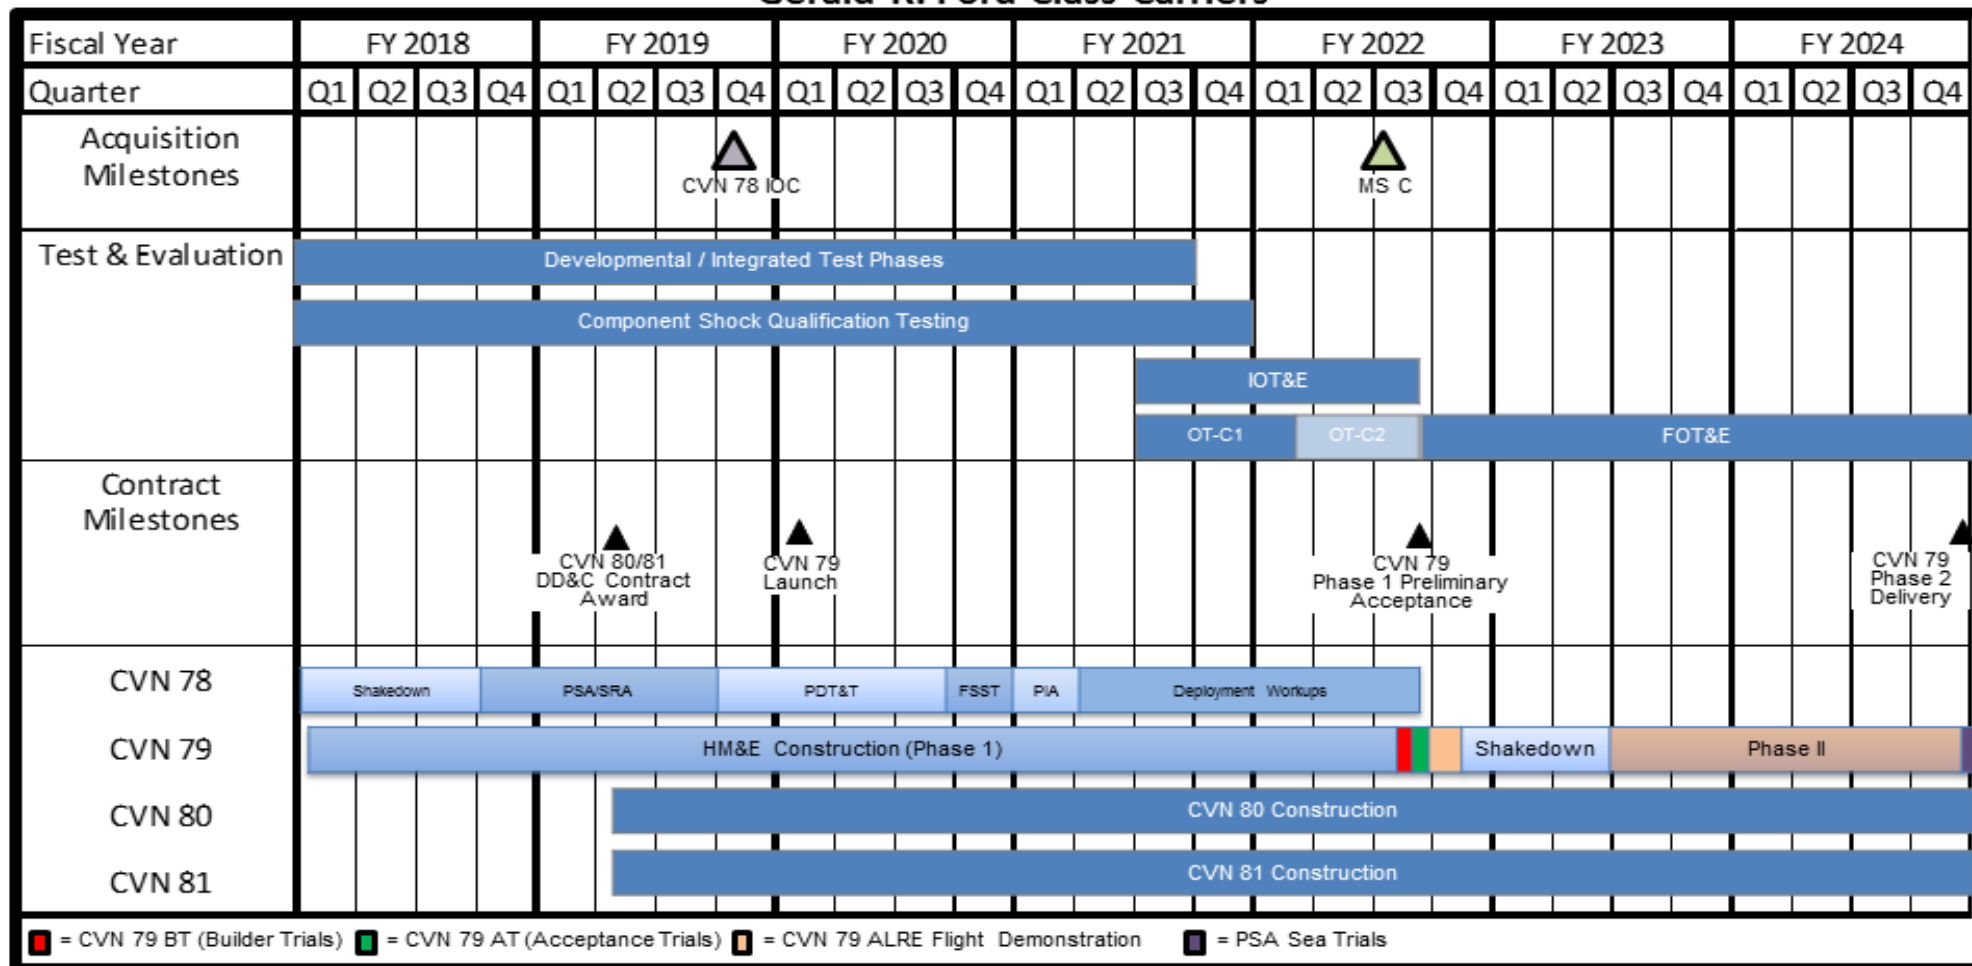 Gerald R. Ford Class Carriers
Fiscal Year FY 2018 FY 2019 FY 2020 FY 2021 FY 2022 FY 2023 FY 2024
Quarter Q1 Q2 Q3 Q4 Q1 Q2 Q3 Q4 Q1 Q2 Q3 Q4 Q1 Q2 Q3 Q4 Q1 Q2 Q3 Q4 Q1 Q2 Q3 Q4 Q1 Q2 Q3 Q4
Acquisition
Milestones
CVN 78 IOC
MS C
Test & Evaluation
Developmental / Integrated Test Phases
Component Shock Qualification Testing
IOT&E
OT-C1 OT-C2 FOT&E
Contract
Milestones
CVN 80/81
DD&C Contract
Award
CVN 79
Launch
CVN 79
Phase 1 Preliminary
Acceptance
CVN 79
Phase 2
Delivery
CVN 78 Shakedown PSA/SRA PDT&T FSST PIA Deployment Workups
CVN 79 HM&E Construction (Phase 1) Shakedown Phase II
CVN 80 CVN 80 Construction
CVN 81 CVN 81 Construction
= CVN 79 BT (Builder Trials) = CVN 79 AT (Acceptance Trials) = CVN 79 ALRE Flight Demonstration = PSA Sea Trials